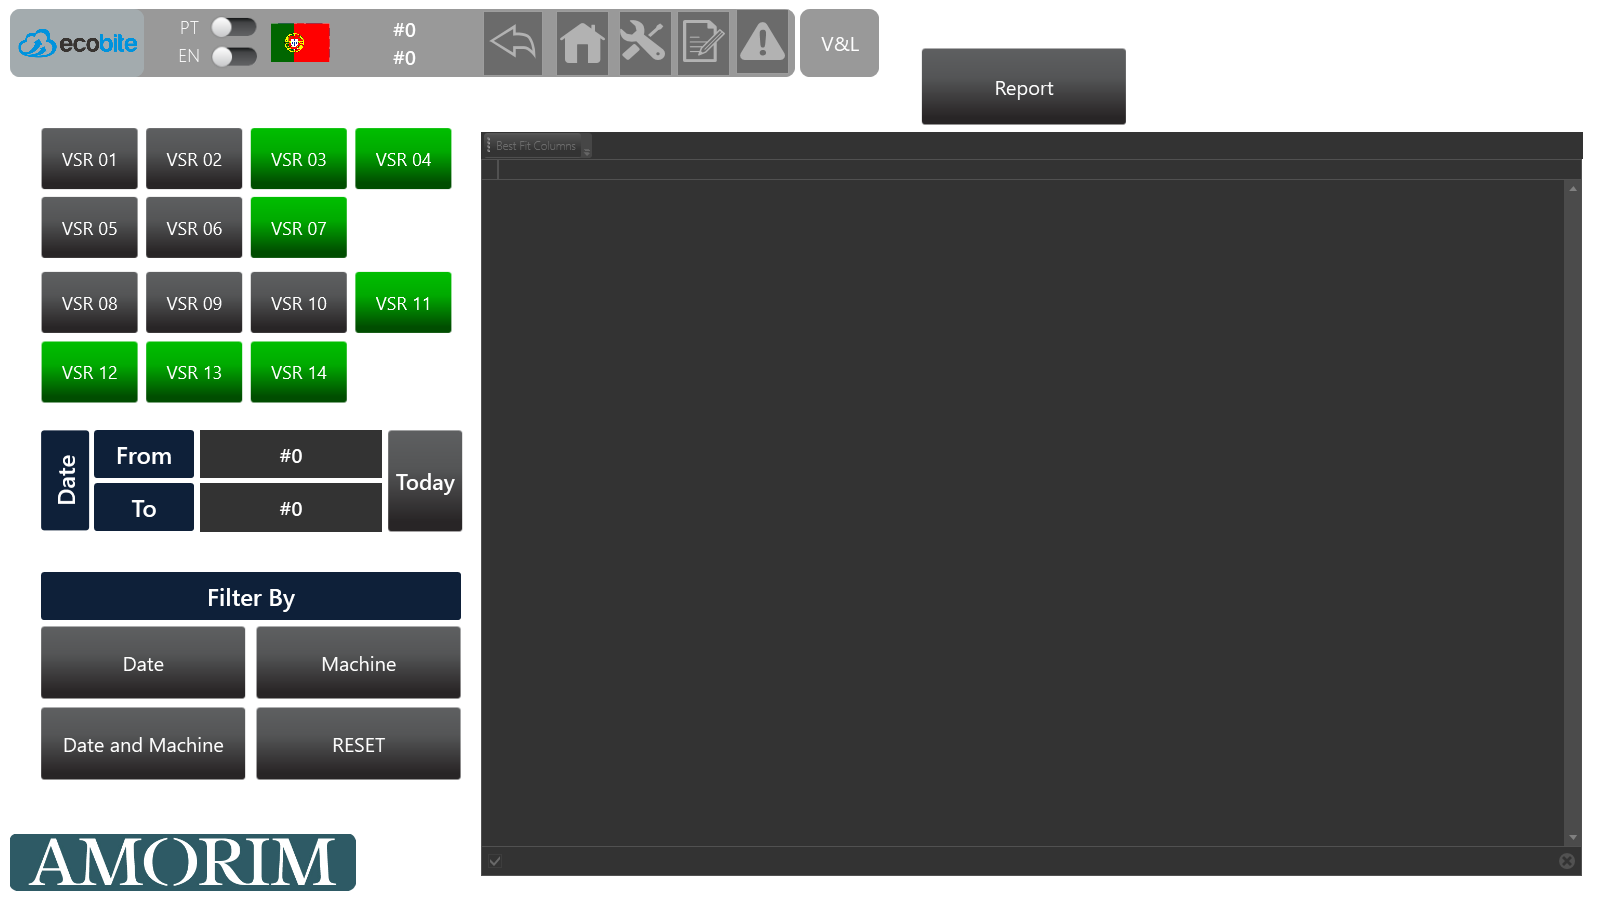 ecobite
PT
EN
#0
#0
V&L
Report
VSR 01
VSR 02
VSR 03
VSR 04
VSR 05
VSR 06
VSR 07
VSR 08
VSR 09
VSR 10
VSR 11
VSR 12
VSR 13
VSR 14
Best Fit Columns
Date
From
#0
To
#0
Today
Filter By
Date
Machine
Date and Machine
RESET
AMORIM